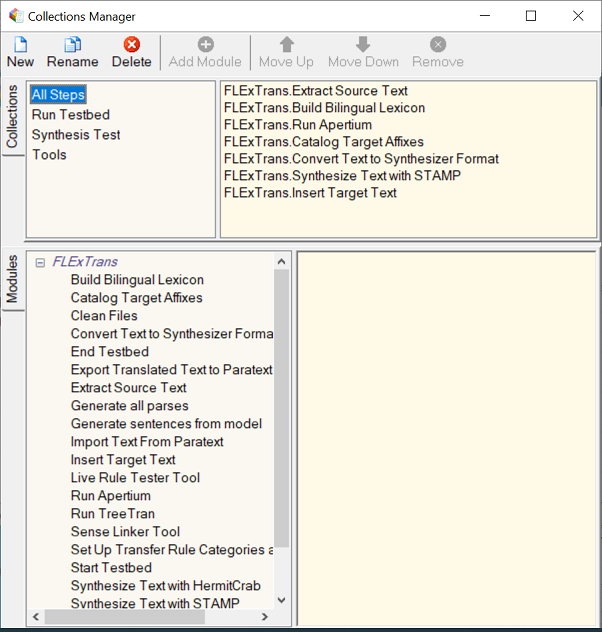 Collections Manager
New Rename Delete Add Module Move Up Move Down Remove
Collections
All Steps
Run Testbed
Synthesis Test
Tools
FLExTrans.Extract Source Text
FLExTrans.Build Bilingual Lexicon
FLExTrans.Run Apertium
FLExTrans.Catalog Target Affixes
FLExTrans.Convert Text to Synthesizer Format
FLExTrans.Synthesize Text with STAMP
FLExTrans.Insert Target Text
Modules
FLExTrans
Build Bilingual Lexicon
Catalog Target Affixes
Clean Files
Convert Text to Synthesizer Forma
End Testbed
Export Translated Text to Paratext
Extract Source Text
Generate all parses
Generate sentences from model
Import Text From Paratext
Insert Target Text
Live Rule Tester Tool
Run Apertium
Run TreeTran
Sense Linker Tool
Set Up Transfer Rule Categories a
Start Testbed
Synthesize Text with HermitCrab
Synthesize Text with STAMP